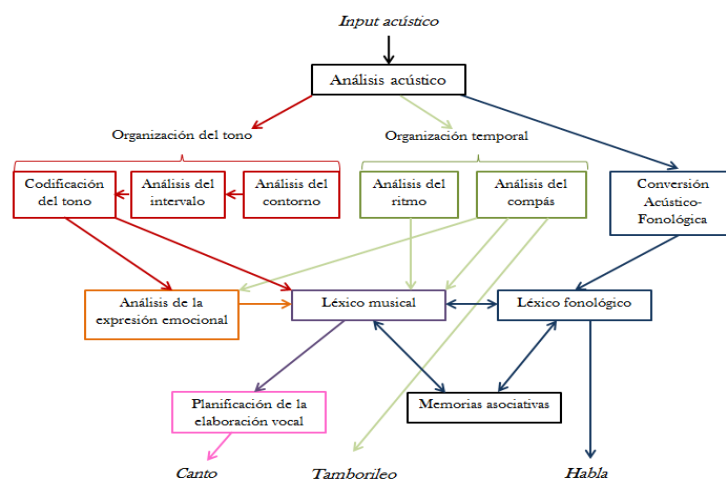 Input acústico
Análisis acústico
Organización del tono
Organización temporal
Codificación
del tono
Análisis del
intervalo
Análisis del
contorno
Análisis del
ritmo
Análisis del
compás
Conversión
Acústico-
Fonológica
Análisis de la
expresión emocional
Léxico musical
Léxico fonológico
Planificación de la
elaboración vocal
Memorias asociativas
Canto
Tamborileo
Habla